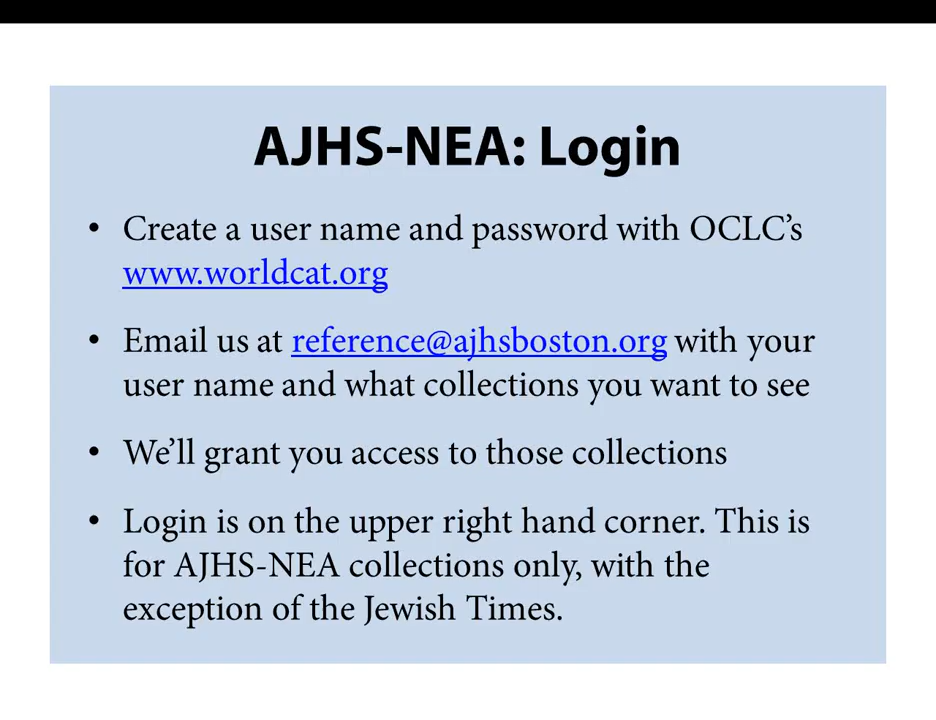 AJHS-NEA: Login
• Create a user name and password with OCLC’s
www.worldcat.org
• Email us at reference@ajhsboston.org with your
user name and what collections you want to see
• We’ll grant you access to those collections
• Login is on the upper right hand corner. This is
for AJHS-NEA collections only, with the
exception of the Jewish Times.